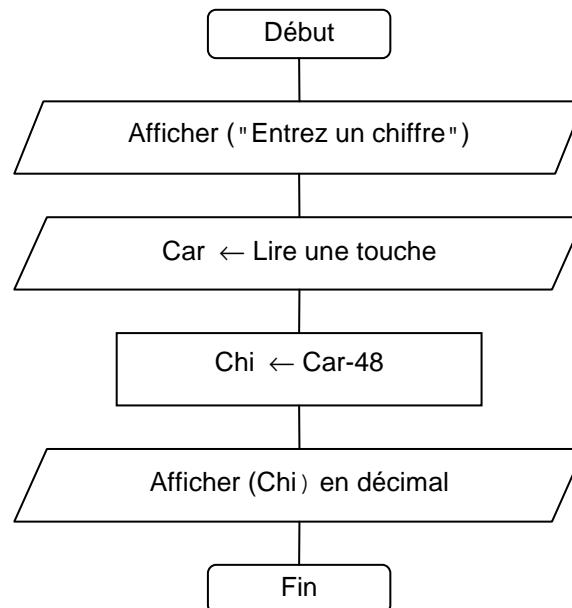 Début
Afficher ("Entrez un chiffre")
Car ← Lire une touche
Chi ← Car-48
Afficher (Chi) en décimal
Fin